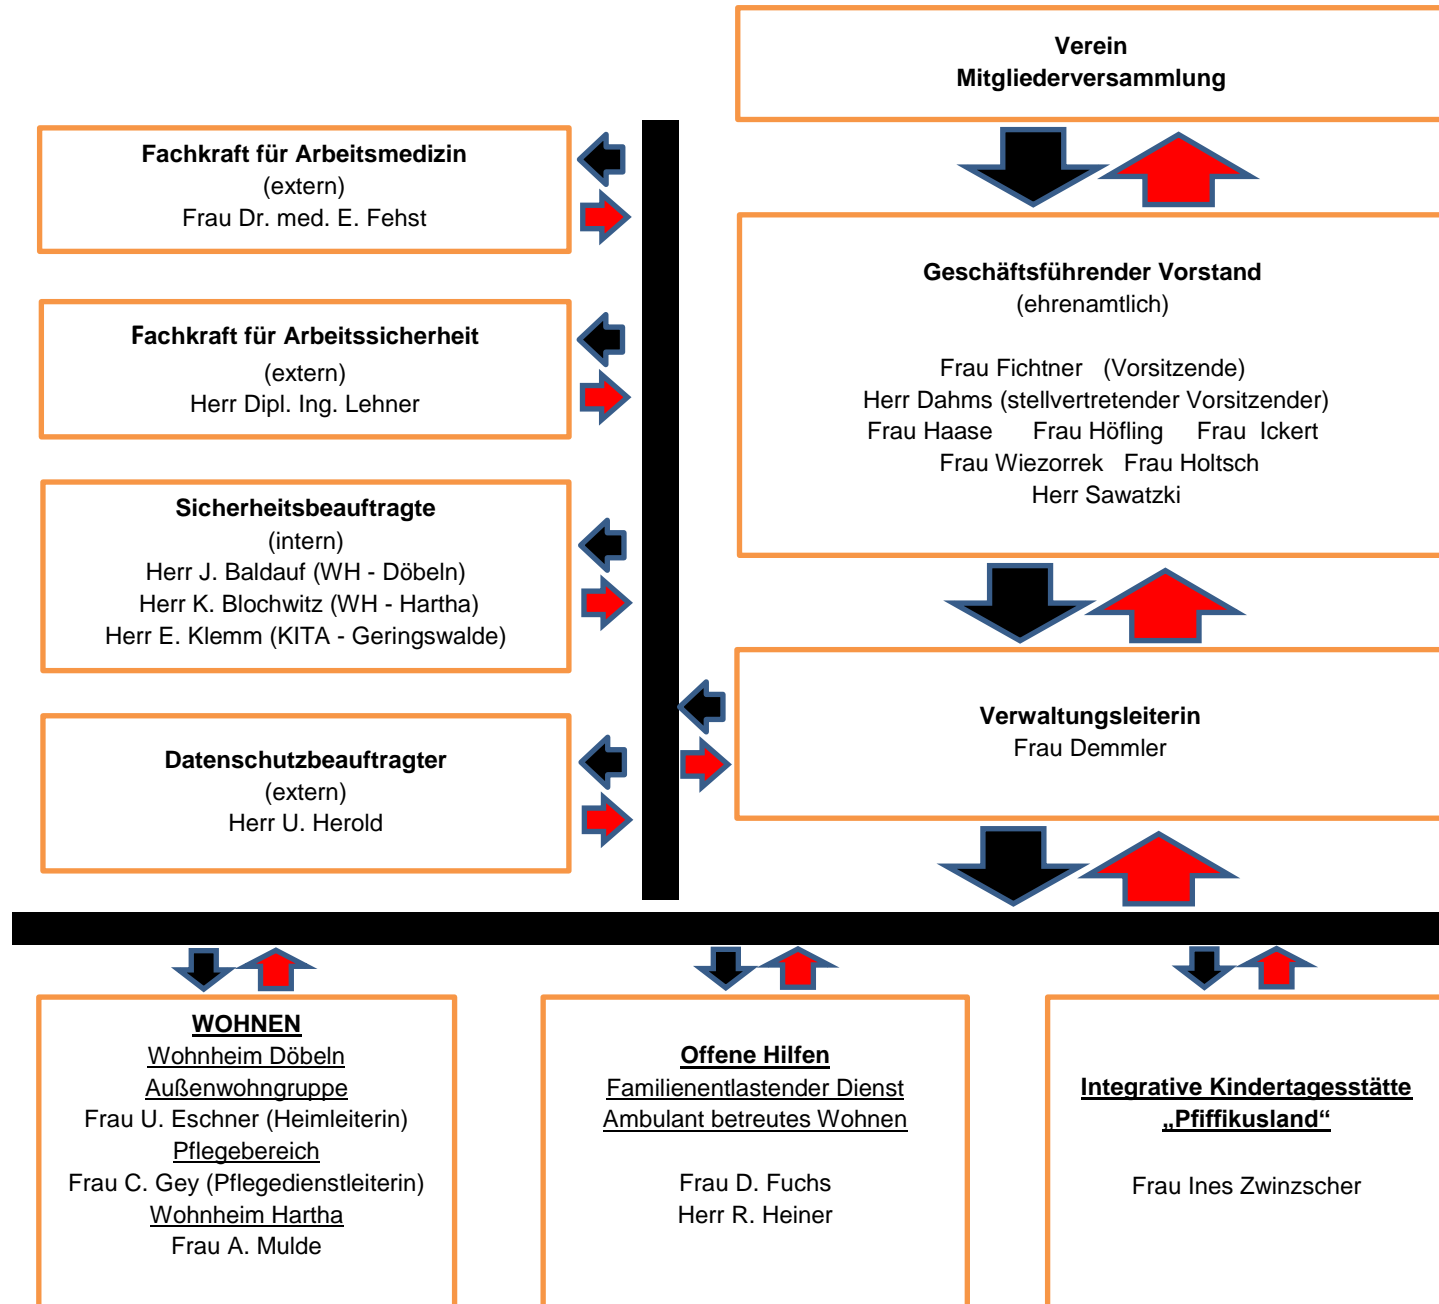 Verein
Mitgliederversammlung
Fachkraft für Arbeitsmedizin
(extern)
Frau Dr. med. E. Fehst
Geschäftsführender Vorstand
(ehrenamtlich)
Frau Fichtner (Vorsitzende)
Herr Dahms (stellvertretender Vorsitzender)
Frau Haase Frau Höfling Frau Ickert
Frau Wiezorrek Frau Holtsch
Herr Sawatzki
Fachkraft für Arbeitssicherheit
(extern)
Herr Dipl. Ing. Lehner
Sicherheitsbeauftragte
(intern)
Herr J. Baldauf (WH - Döbeln)
Herr K. Blochwitz (WH - Hartha)
Herr E. Klemm (KITA - Geringswalde)
Verwaltungsleiterin
Frau Demmler
Datenschutzbeauftragter
(extern)
Herr U. Herold
WOHNEN
Wohnheim Döbeln
Außenwohngruppe
Frau U. Eschner (Heimleiterin)
Pflegebereich
Frau C. Gey (Pflegedienstleiterin)
Wohnheim Hartha
Frau A. Mulde
Offene Hilfen
Familienentlastender Dienst
Ambulant betreutes Wohnen
Frau D. Fuchs
Herr R. Heiner
Integrative Kindertagesstätte
„Pfiffikusland“
Frau Ines Zwinzscher